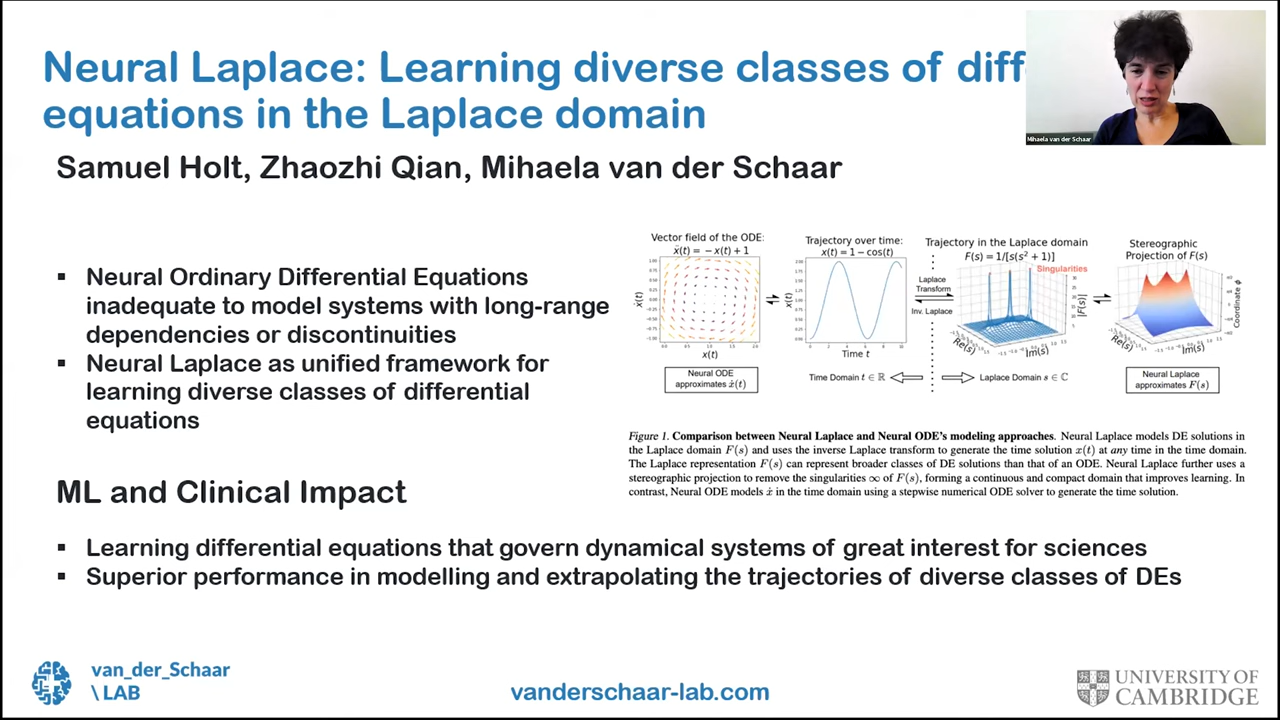 Neural Laplace: Learning diverse classes of diff
equations in the Laplace domain
Mihaela van der Schaar
Samuel Holt, Zhaozhi Qian, Mihaela van der Schaar
▪ Neural Ordinary Differential Equations
inadequate to model systems with long-range
dependencies or discontinuities
▪ Neural Laplace as unified framework for
learning diverse classes of differential
equations
Vector field of the ODE:
ẍ(t) = −x(t) + 1
ẋ(t)
x(t)
Neural ODE
approximates ẋ(t)
Trajectory over time:
x(t) = 1 − cos(t)
x(t)
Time t
Time Domain t ∈ ℝ
Laplace
Transform
Inv. Laplace
Trajectory in the Laplace domain
F(s) = 1/[s(s² + 1)]
Singularities
|F(s)|
Re(s)
Im(s)
Laplace Domain s ∈ ℂ
Stereographic
Projection of F(s)
Coordinate ϕ
Re(s)
Im(s)
Neural Laplace
approximates F(s)
Figure 1. Comparison between Neural Laplace and Neural ODE's modeling approaches. Neural Laplace models DE solutions in
the Laplace domain F(s) and uses the inverse Laplace transform to generate the time solution x(t) at any time in the time domain.
The Laplace representation F(s) can represent broader classes of DE solutions than that of an ODE. Neural Laplace further uses a
stereographic projection to remove the singularities ∞ of F(s), forming a continuous and compact domain that improves learning. In
contrast, Neural ODE models ẋ in the time domain using a stepwise numerical ODE solver to generate the time solution.
ML and Clinical Impact
▪ Learning differential equations that govern dynamical systems of great interest for sciences
▪ Superior performance in modelling and extrapolating the trajectories of diverse classes of DEs
van_der_Schaar
\ LAB
vanderschaar-lab.com
UNIVERSITY OF
CAMBRIDGE